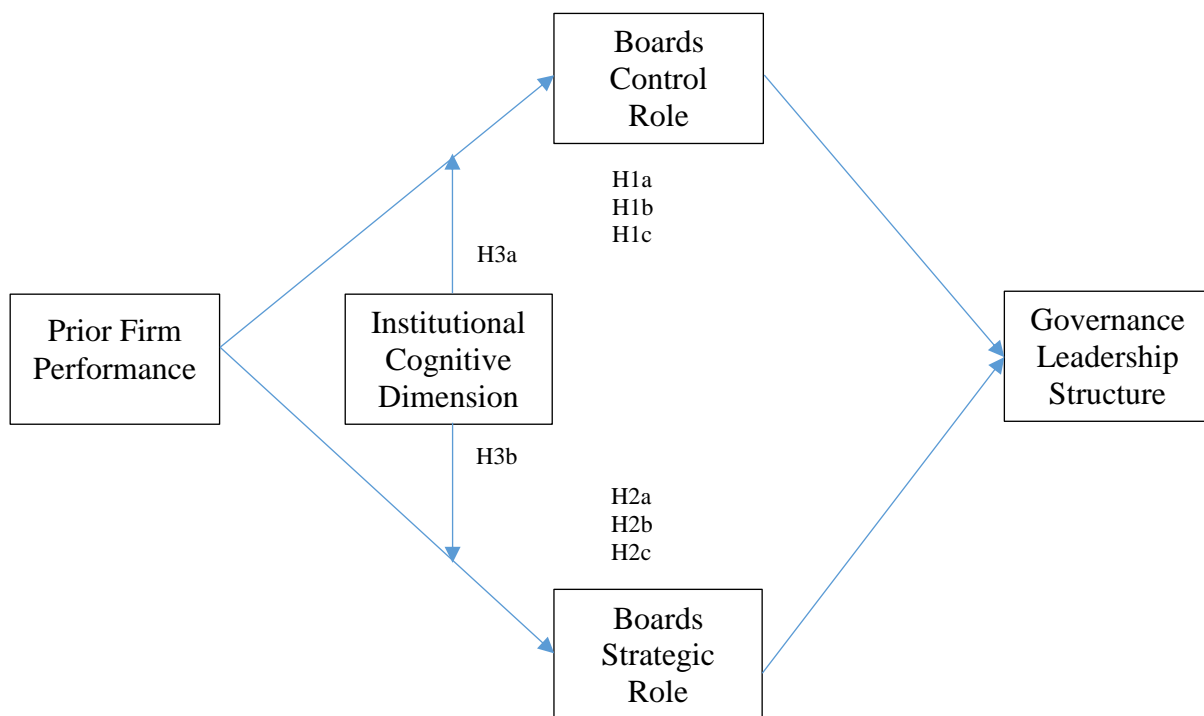 Boards
Control
Role
H1a
H1b
H1c
H3a
Prior Firm
Performance
Institutional
Cognitive
Dimension
Governance
Leadership
Structure
H3b
H2a
H2b
H2c
Boards
Strategic
Role